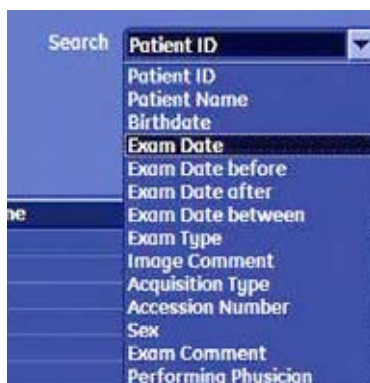 Search Patient ID
Patient ID
Patient Name
Birthdate
Exam Date
Exam Date before
Exam Date after
Exam Date between
Exam Type
Image Comment
Acquisition Type
Accession Number
Sex
Exam Comment
Performing Physician